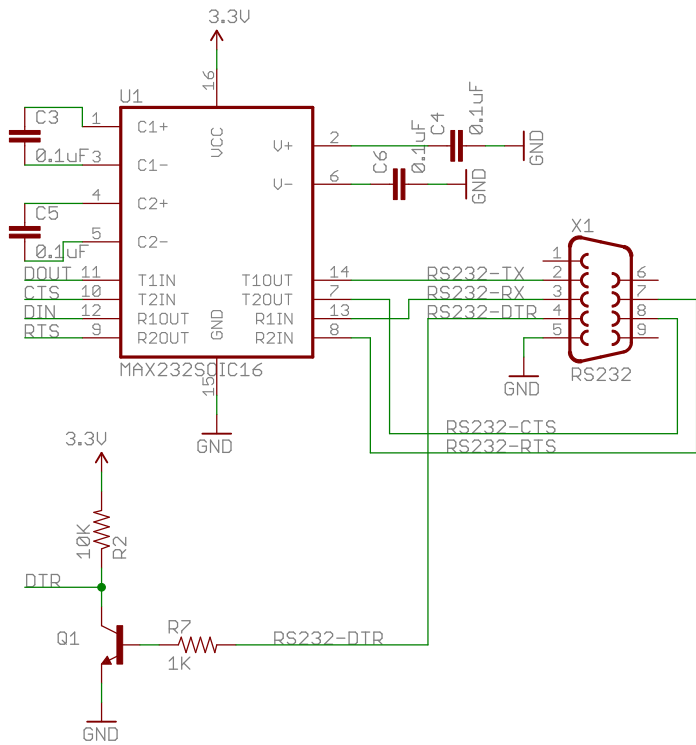 3.3V
16
U1
C3
1
C1+
VCC
0.1uF
3
C1-
2
V+
C4
0.1uF
GND
C6
0.1uF
6
V-
GND
4
C2+
C5
5
C2-
0.1uF
X1
DOUT
11
T1IN
T1OUT
14
RS232-TX
CTS
10
T2IN
T2OUT
7
RS232-RX
DIN
12
R1OUT
R1IN
13
RS232-DTR
RTS
9
R2OUT
GND
R2IN
8
1
2
3
4
5
6
7
8
9
MAX232SOIC16
15
GND
RS232
GND
RS232-CTS
RS232-RTS
3.3V
10K
R2
DTR
Q1
R7
1K
RS232-DTR
GND